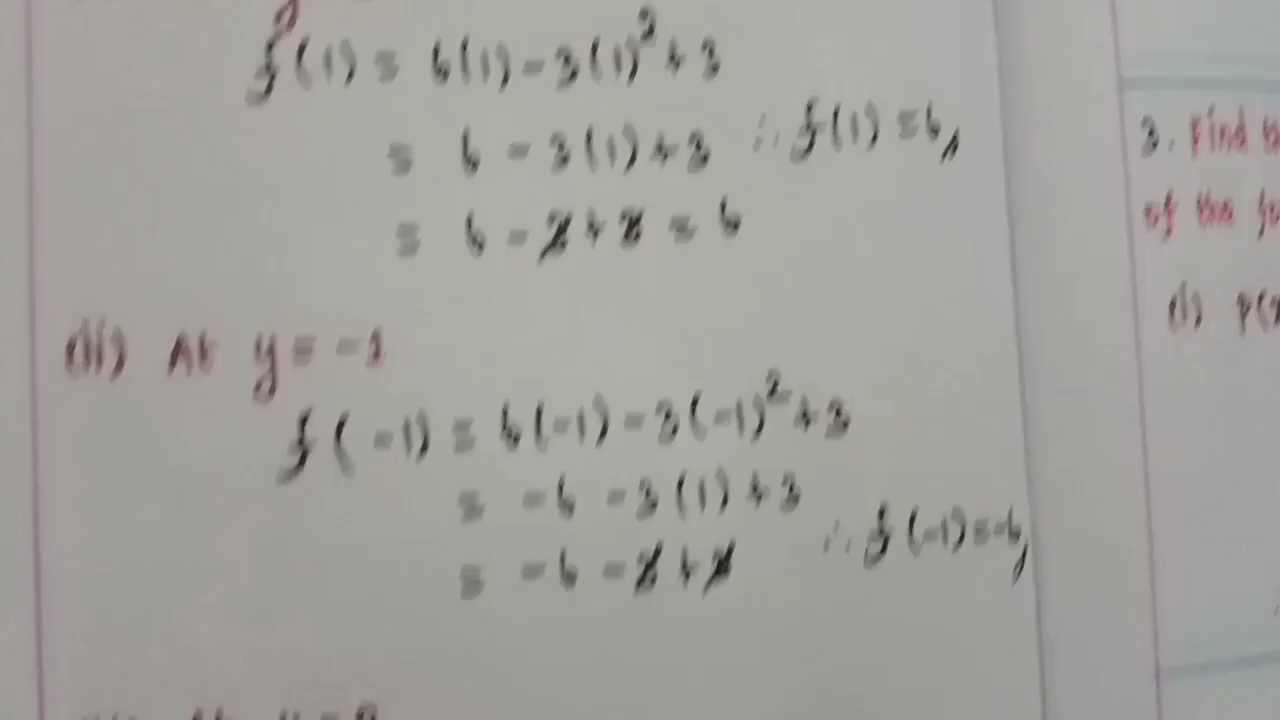 f(1) = 6(1) - 3(1)² + 3
= 6 - 3(1) + 3 ∴ f(1) = 6,
= 6 - 3 + 3 = 6
(ii) At y = -1
f(-1) = 6(-1) - 3(-1)² + 3
= -6 - 3(1) + 3
= -6 - 3 + 3 ∴ f(-1) = -6,
3. Find
of the
(i) P(